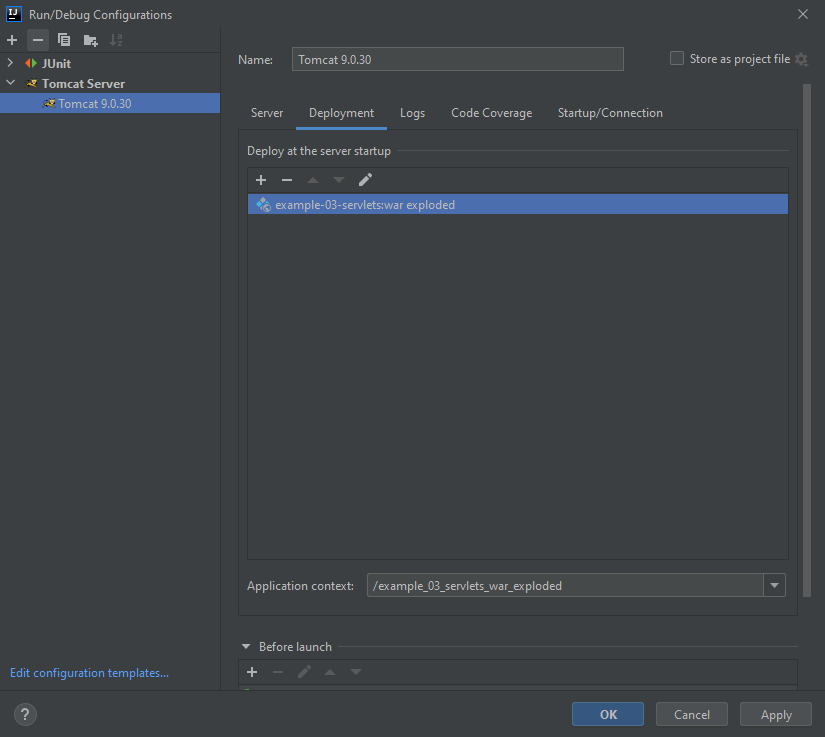 IJ Run/Debug Configurations
JUnit
Tomcat Server
Tomcat 9.0.30
Edit configuration templates...
Name: Tomcat 9.0.30
Store as project file
Server Deployment Logs Code Coverage Startup/Connection
Deploy at the server startup
example-03-servlets:war exploded
Application context: /example_03_servlets_war_exploded
Before launch
?
OK Cancel Apply